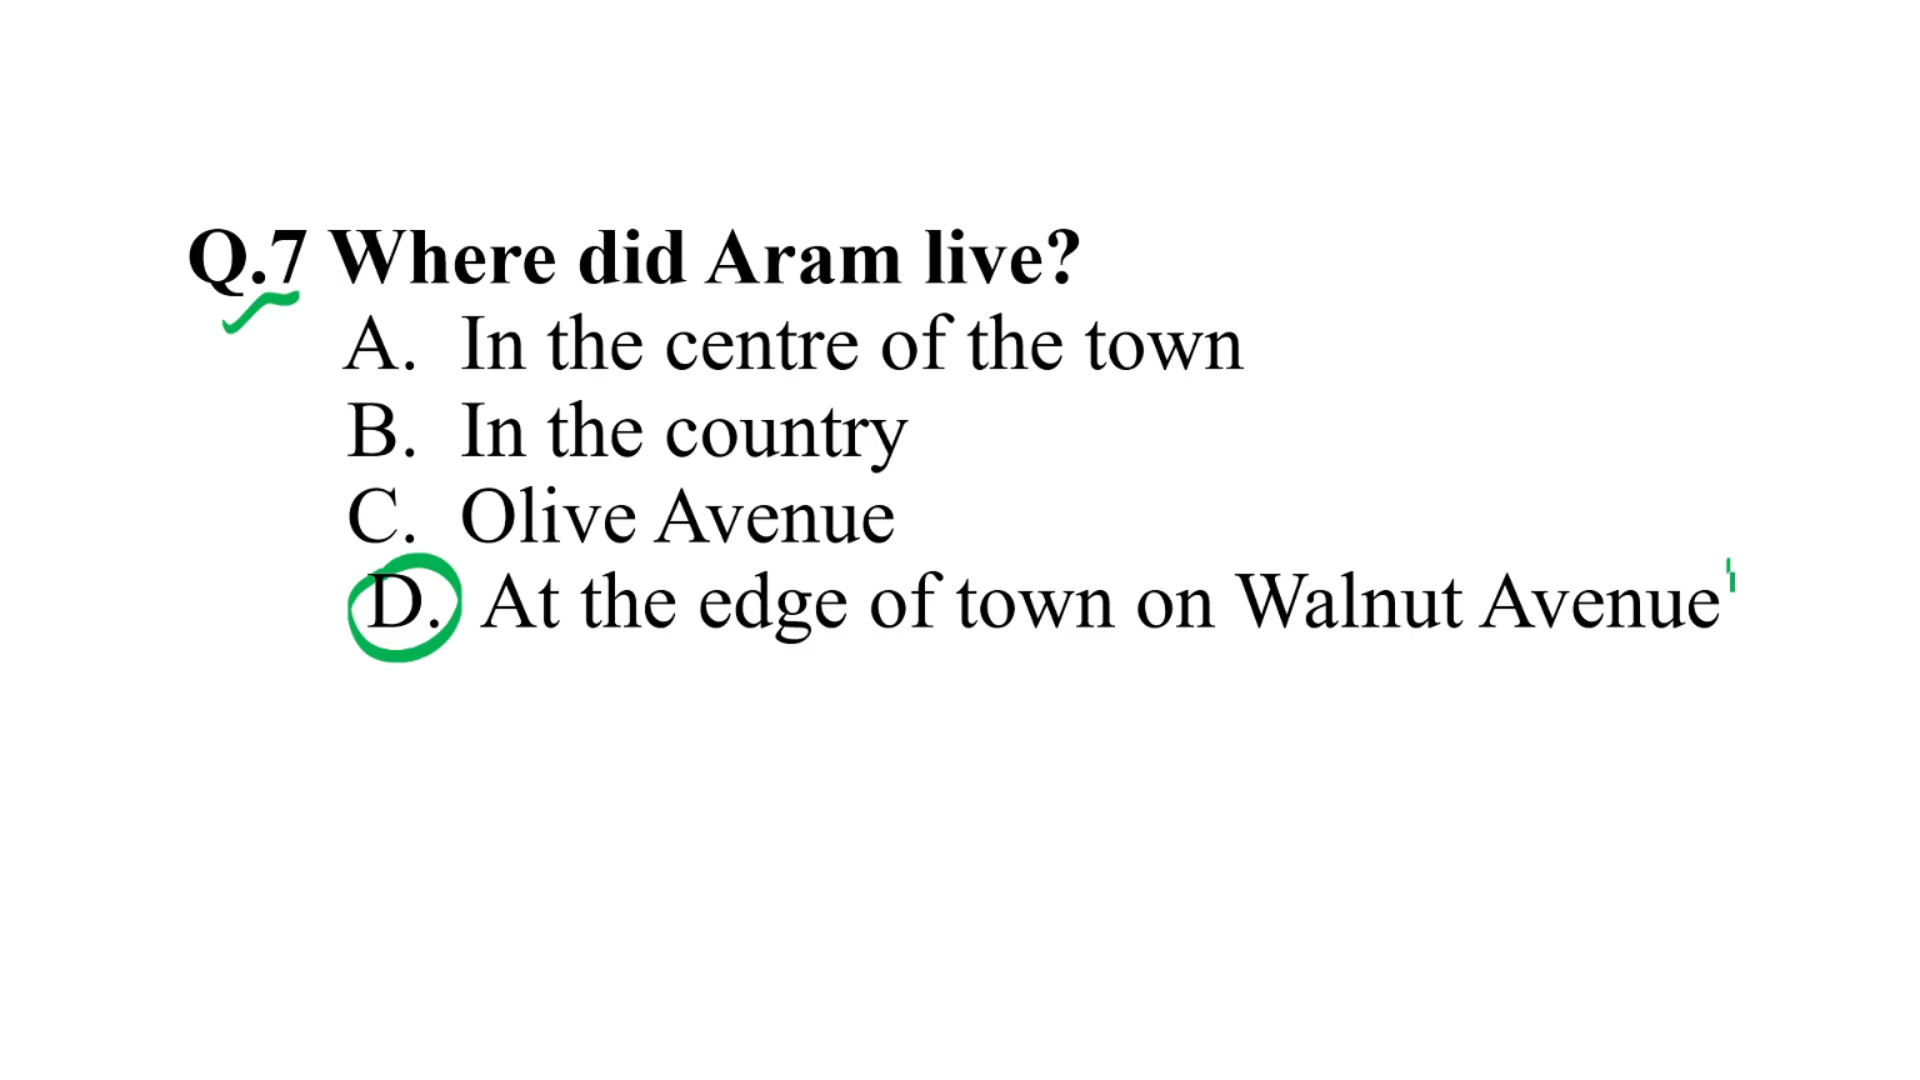 Q.7 Where did Aram live?
A. In the centre of the town
B. In the country
C. Olive Avenue
D. At the edge of town on Walnut Avenue